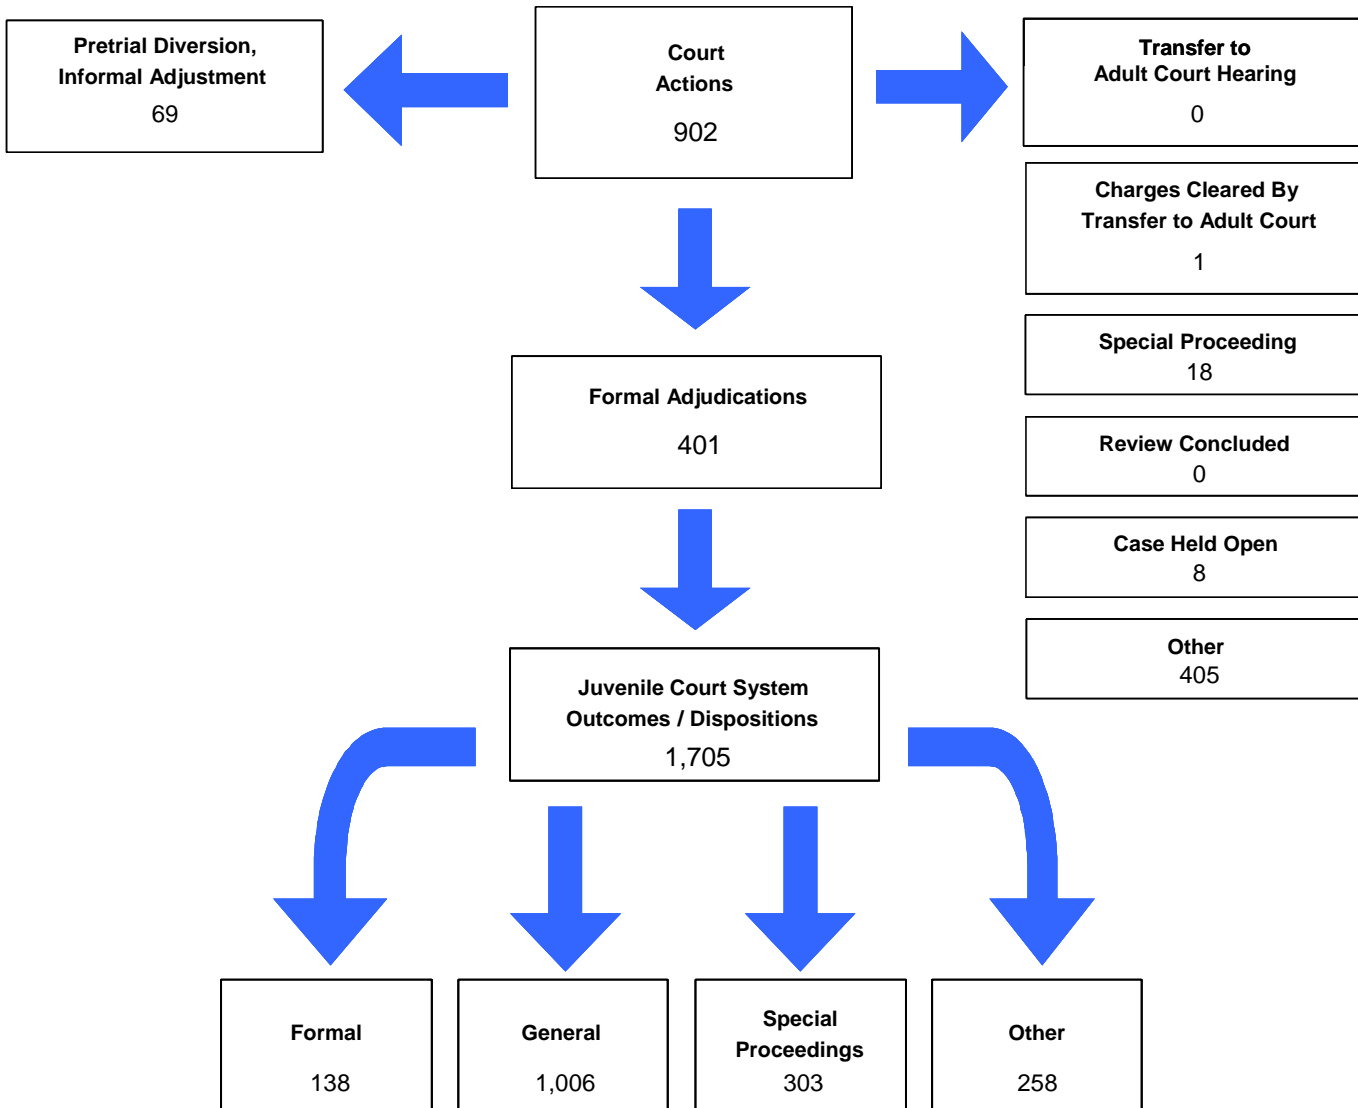 Pretrial Diversion,
Informal Adjustment
69
Court
Actions
902
Transfer to
Adult Court Hearing
0
Charges Cleared By
Transfer to Adult Court
1
Special Proceeding
18
Review Concluded
0
Case Held Open
8
Other
405
Formal Adjudications
401
Juvenile Court System
Outcomes / Dispositions
1,705
Formal
138
General
1,006
Special
Proceedings
303
Other
258